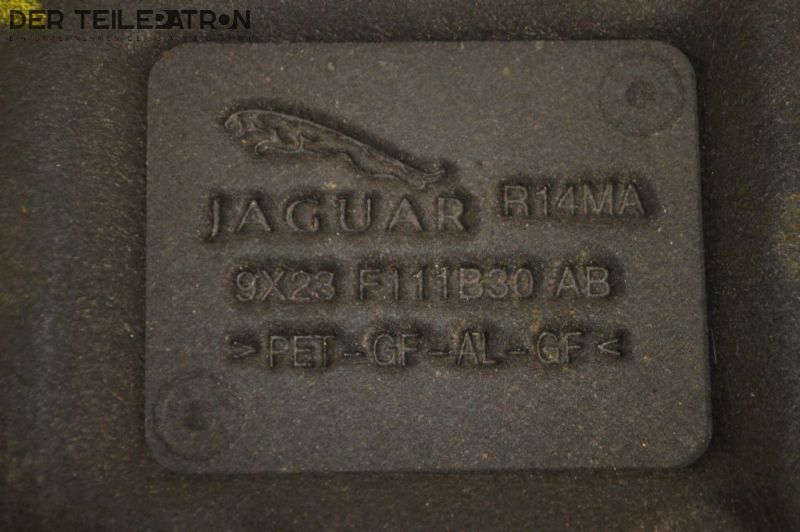 DER TEILEPATRON
JAGUAR R14MA
9X23 F111B30 AB
>PET-GF-AL-GF<